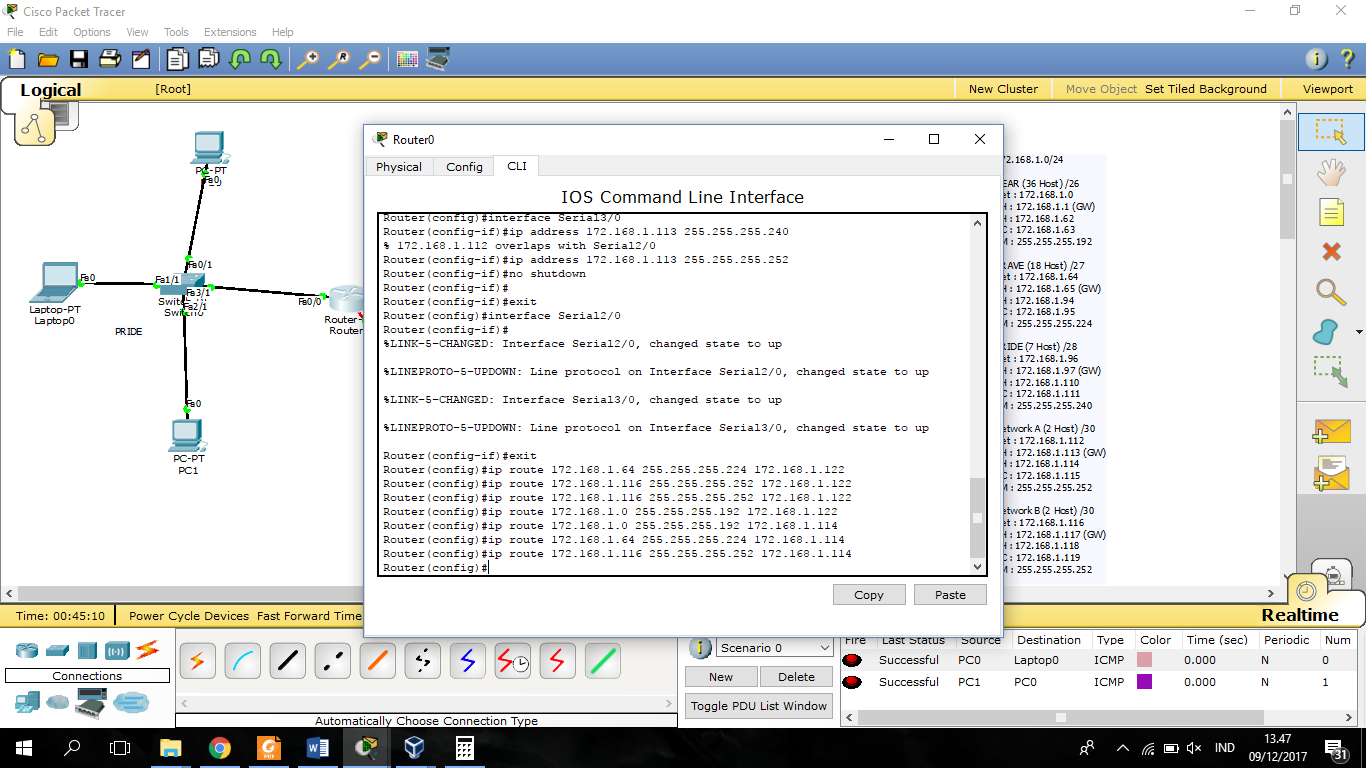 Cisco Packet Tracer
File Edit Options View Tools Extensions Help
Logical
[Root]
New Cluster
Move Object
Set Tiled Background
Viewport
PC-PT
Fa0
Fa0/1
Fa0
Fa1/1
Fa3/1
Fa2/1
Fa0/0
Laptop-PT
Laptop0
PRIDE
Router
Fa0
PC-PT
PC1
Router0
Physical Config CLI
IOS Command Line Interface
Router(config)#interface Serial3/0
Router(config-if)#ip address 172.168.1.113 255.255.255.240
% 172.168.1.112 overlaps with Serial2/0
Router(config-if)#ip address 172.168.1.113 255.255.255.252
Router(config-if)#no shutdown
Router(config-if)#
Router(config-if)#exit
Router(config)#interface Serial2/0
Router(config-if)#
%LINK-5-CHANGED: Interface Serial2/0, changed state to up
%LINEPROTO-5-UPDOWN: Line protocol on Interface Serial2/0, changed state to up
%LINK-5-CHANGED: Interface Serial3/0, changed state to up
%LINEPROTO-5-UPDOWN: Line protocol on Interface Serial3/0, changed state to up
Router(config-if)#exit
Router(config)#ip route 172.168.1.64 255.255.255.224 172.168.1.122
Router(config)#ip route 172.168.1.116 255.255.255.252 172.168.1.122
Router(config)#ip route 172.168.1.116 255.255.255.252 172.168.1.122
Router(config)#ip route 172.168.1.0 255.255.255.192 172.168.1.122
Router(config)#ip route 172.168.1.0 255.255.255.192 172.168.1.114
Router(config)#ip route 172.168.1.64 255.255.255.224 172.168.1.114
Router(config)#ip route 172.168.1.116 255.255.255.252 172.168.1.114
Router(config)#
Copy Paste
72.168.1.0/24
EAR (36 Host) /26
et : 172.168.1.0
H : 172.168.1.1 (GW)
: 172.168.1.62
C : 172.168.1.63
M : 255.255.255.192
RAVE (18 Host) /27
et : 172.168.1.64
H : 172.168.1.65 (GW)
H : 172.168.1.94
C : 172.168.1.95
M : 255.255.255.224
RIDE (7 Host) /28
et : 172.168.1.96
H : 172.168.1.97 (GW)
H : 172.168.1.110
C : 172.168.1.111
M : 255.255.255.240
etwork A (2 Host) /30
et : 172.168.1.112
H : 172.168.1.113 (GW)
H : 172.168.1.114
C : 172.168.1.115
M : 255.255.255.252
etwork B (2 Host) /30
et : 172.168.1.116
H : 172.168.1.117 (GW)
H : 172.168.1.118
C : 172.168.1.119
M : 255.255.255.252
Time: 00:45:10
Power Cycle Devices Fast Forward Time
Realtime
Connections
Automatically Choose Connection Type
Scenario 0
New Delete
Toggle PDU List Window
Fire Last Status Source Destination Type Color Time (sec) Periodic Num
Successful PC0 Laptop0 ICMP 0.000 N 0
Successful PC1 PC0 ICMP 0.000 N 1
IND
13.47
09/12/2017
31